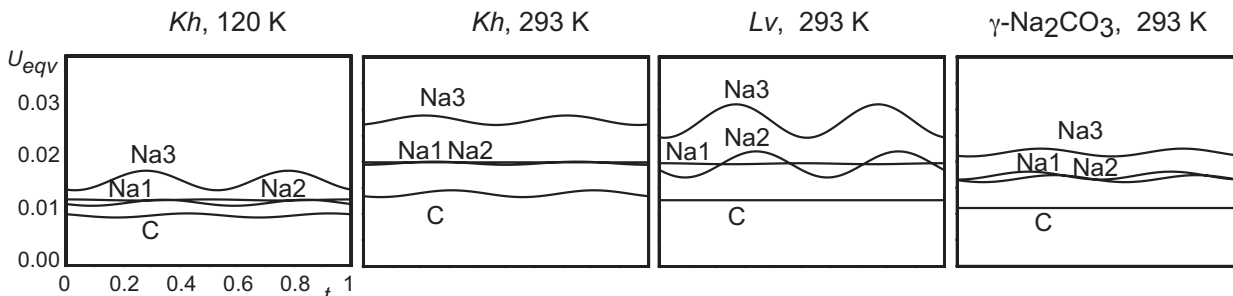 Kh, 120 K
Kh, 293 K
Lv, 293 K
γ-Na2CO3, 293 K
Ueqv
0.03
0.02
0.01
0.00
Na3
Na1 Na2
C
0 0.2 0.4 0.6 0.8 1
t
Na3
Na1 Na2
C
Na3
Na1 Na2
C
Na3
Na1 Na2
C